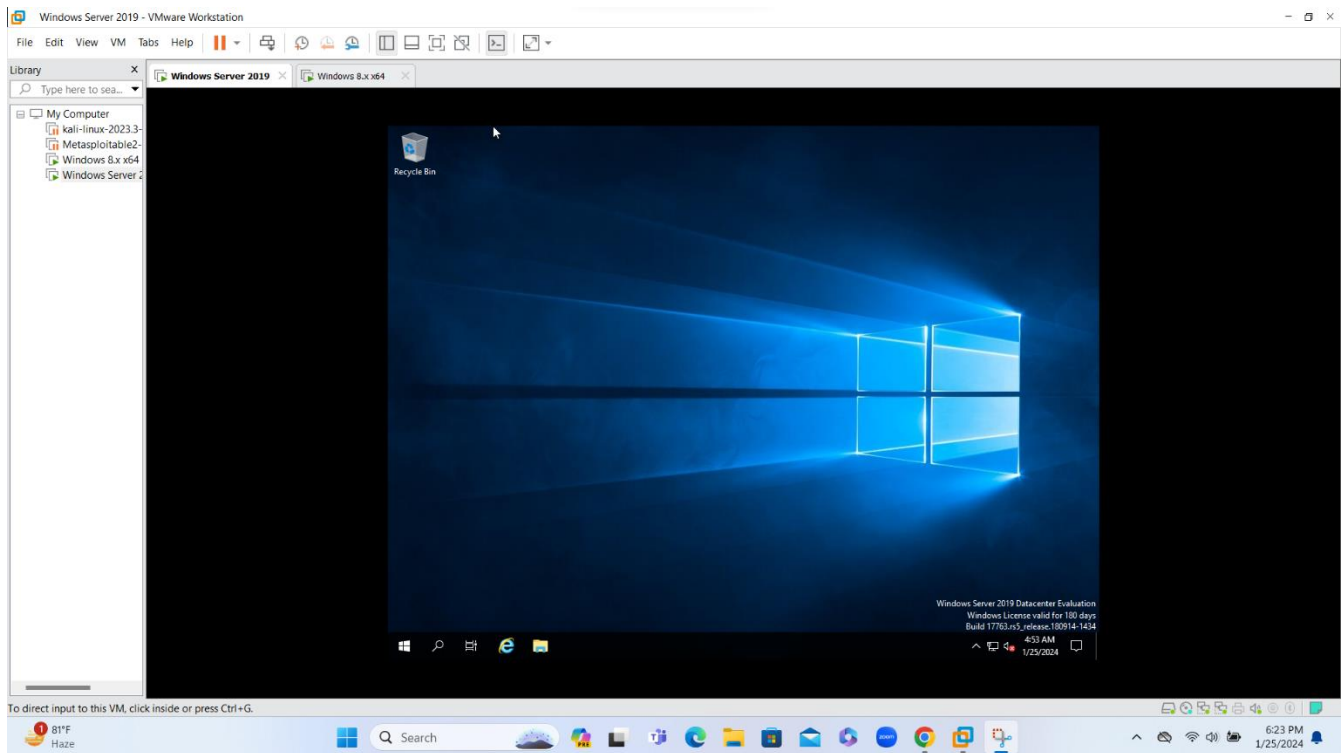 Windows Server 2019 - VMware Workstation
File Edit View VM Tabs Help
Library X
Type here to sea...
Windows Server 2019
Windows 8.x x64
My Computer
kali-linux-2023.3-
Metasploitable2-
Windows 8.x x64
Windows Server 2
Recycle Bin
Windows Server 2019 Datacenter Evaluation
Windows License valid for 180 days
Build 17763.rs5_release.180914-1434
4:53 AM
1/25/2024
To direct input to this VM, click inside or press Ctrl+G.
1
81°F
Haze
Search
PRE
zoom
6:23 PM
1/25/2024